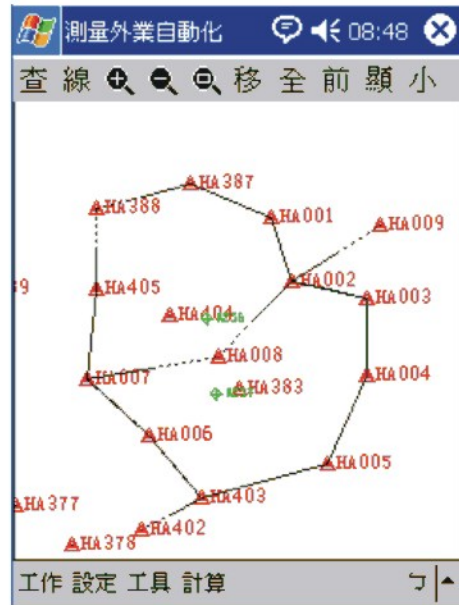 測量外業自動化 08:48
查 線 移 全 前 顯 小
HA387
HA388
HA001
HA009
HA002
HA405
HA003
HA404
HA008
HA007
HA004
HA383
HA006
HA005
HA403
HA377
HA402
HA378
工作 設定 工具 計算 ㄅ